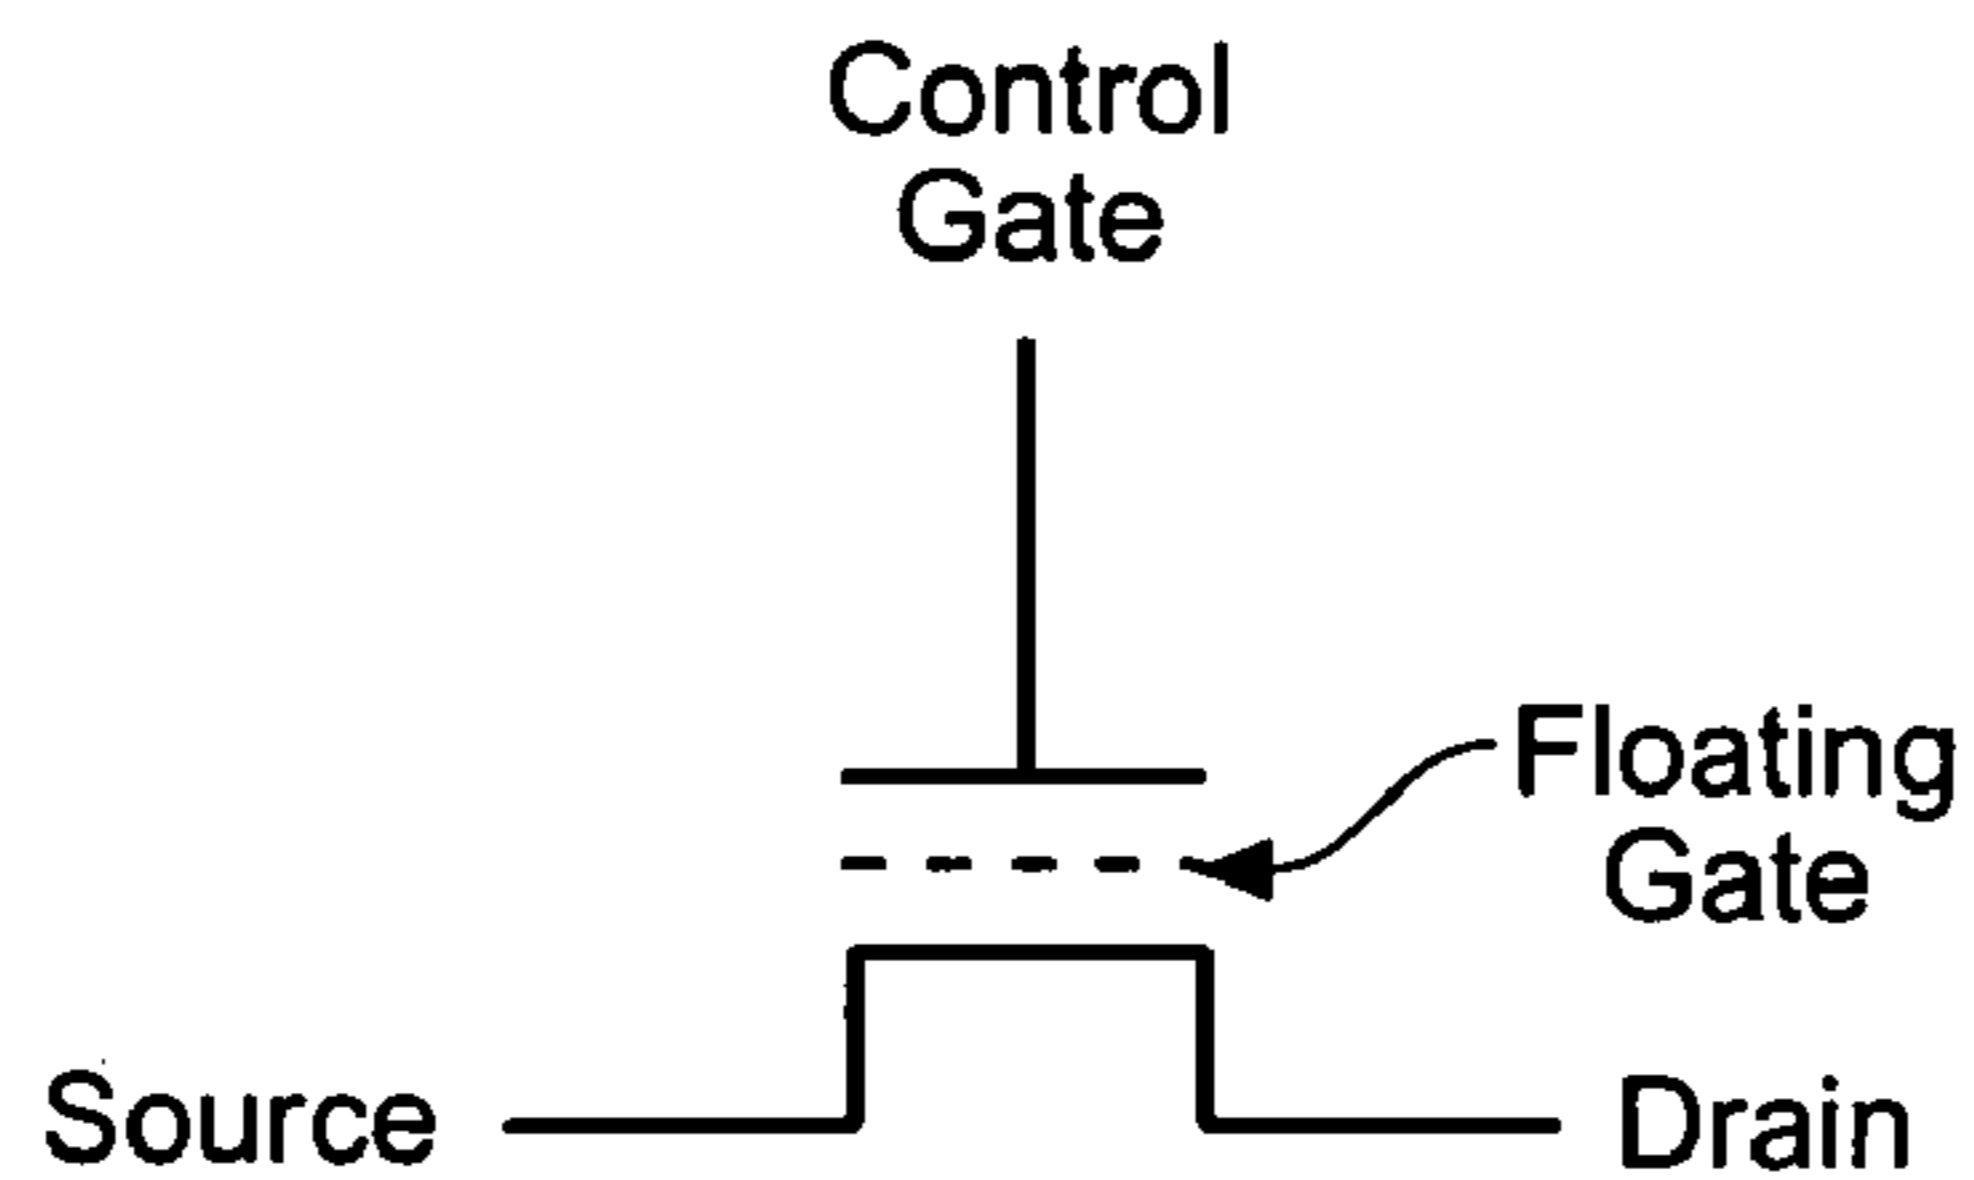 Control
Gate
Floating
Gate
Source
Drain